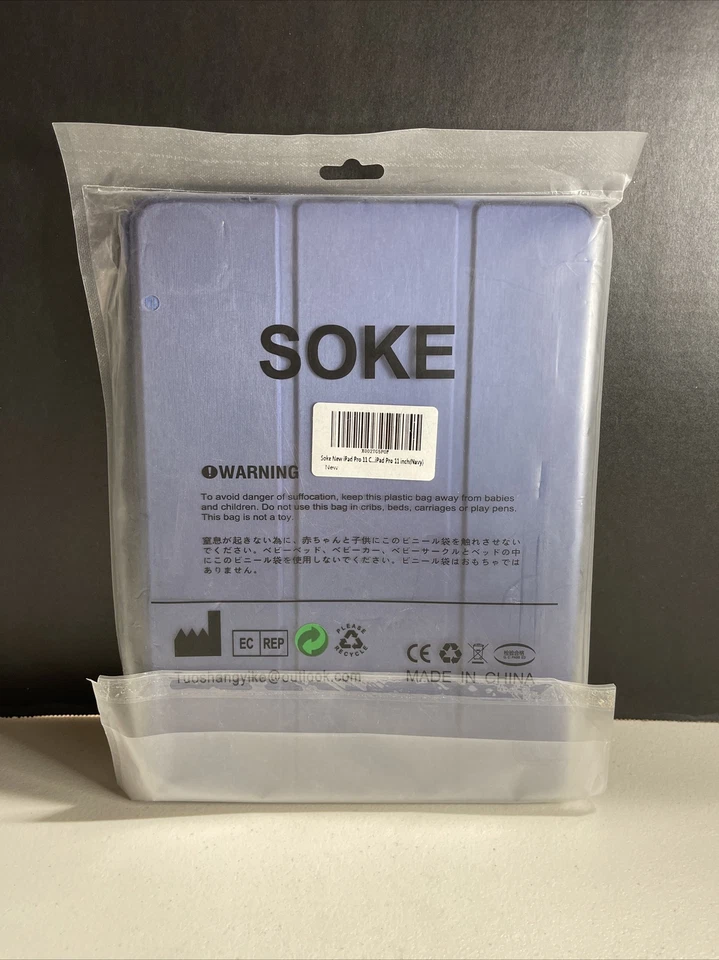 SOKE
Soke New iPad Pro 11 C...iPad Pro 11 inch(Navy)
New
WARNING
To avoid danger of suffocation, keep this plastic bag away from babies
and children. Do not use this bag in cribs, beds, carriages or play pens.
This bag is not a toy.
窒息が起きない為に、赤ちゃんと子供にこのビニール袋を触れさせない
でください。ベビーベッド、ベビーカー、ベビーサークルとベッドの中
にこのビニール袋を使用しないでください。ビニール袋はおもちゃでは
ありません。
EC REP
PLEASE
RECYCLE
CE
MADE IN CHINA